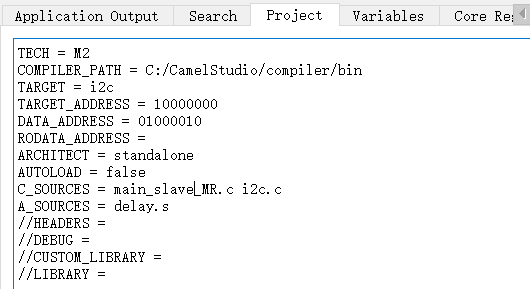 Application Output Search Project Variables Core Re
TECH = M2
COMPILER_PATH = C:/CamelStudio/compiler/bin
TARGET = i2c
TARGET_ADDRESS = 10000000
DATA_ADDRESS = 01000010
RODATA_ADDRESS =
ARCHITECT = standalone
AUTOLOAD = false
C_SOURCES = main_slave_MR.c i2c.c
A_SOURCES = delay.s
//HEADERS =
//DEBUG =
//CUSTOM_LIBRARY =
//LIBRARY =